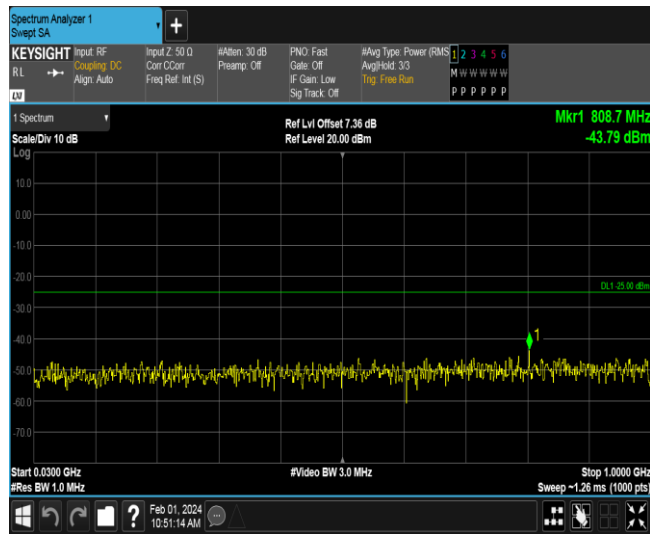 Spectrum Analyzer 1
Swept SA
+
KEYSIGHT
RL
LXI
Input: RF
Coupling: DC
Align: Auto
Input Z: 50 Ω
Corr CCorr
Freq Ref: Int (S)
#Atten: 30 dB
Preamp: Off
PNO: Fast
Gate: Off
IF Gain: Low
Sig Track: Off
#Avg Type: Power (RMS
Avg|Hold: 3/3
Trig: Free Run
1 2 3 4 5 6
M W W W W W
P P P P P P
1 Spectrum
Scale/Div 10 dB
Log
Ref Lvl Offset 7.36 dB
Ref Level 20.00 dBm
Mkr1 808.7 MHz
-43.79 dBm
10.0
0.00
-10.0
-20.0
DL1 -25.00 dBm
-30.0
-40.0
1
-50.0
-60.0
-70.0
Start 0.0300 GHz
#Res BW 1.0 MHz
#Video BW 3.0 MHz
Stop 1.0000 GHz
Sweep ~1.26 ms (1000 pts)
?
Feb 01, 2024
10:51:14 AM